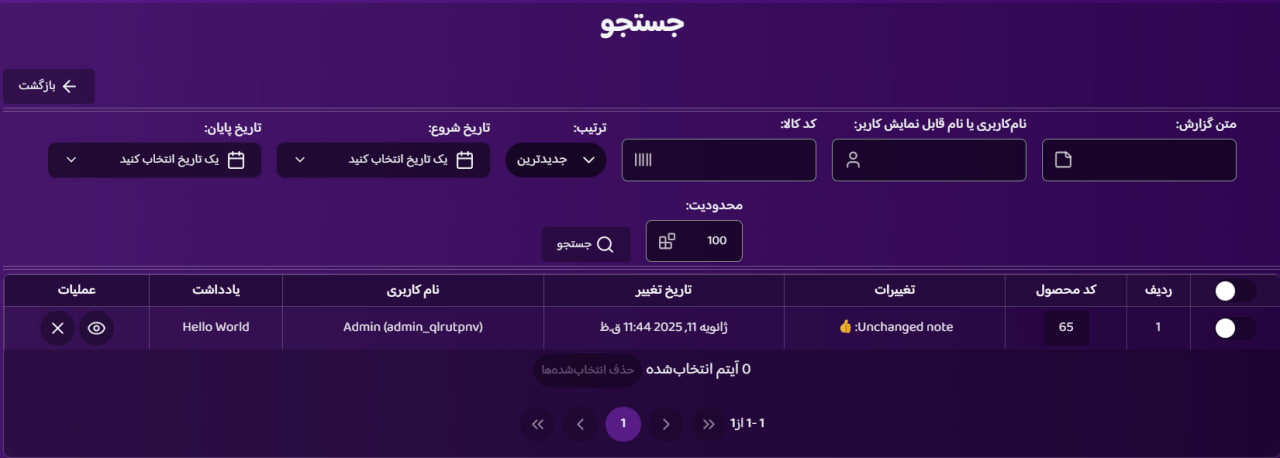 جستجو
بازگشت
متن گزارش:
نام‌کاربری یا نام قابل نمایش کاربر:
کد کالا:
ترتیب:
جدیدترین
تاریخ شروع:
یک تاریخ انتخاب کنید
تاریخ پایان:
یک تاریخ انتخاب کنید
محدودیت:
100
جستجو
ردیف کد محصول تغییرات تاریخ تغییر نام کاربری یادداشت عملیات
1 65 Unchanged note: 👍 ژانویه 11, 2025 11:44 ق.ظ Admin (admin_qlrutpnv) Hello World
0 آیتم انتخاب‌شده حذف انتخاب‌شده‌ها
1 -1 از1 1